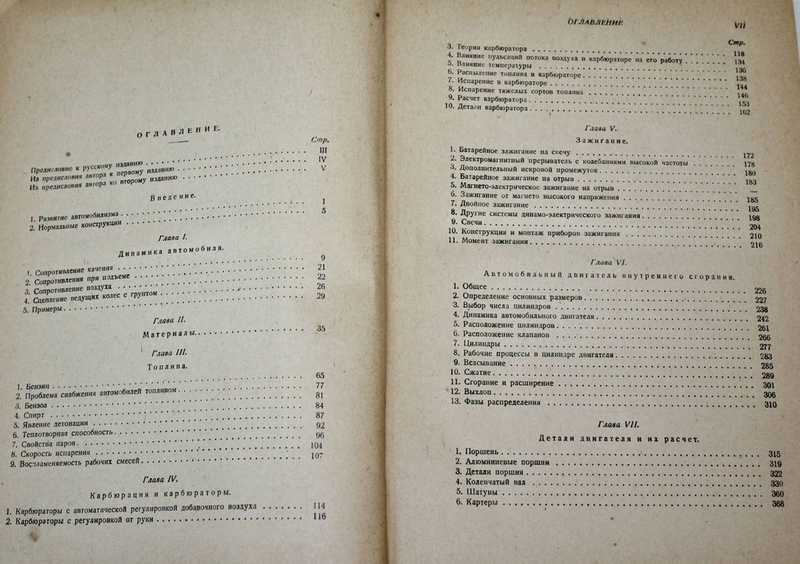 ОГЛАВЛЕНИЕ.
Стр.
Предисловие к русскому изданию III
Из предисловия автора к первому изданию IV
Из предисловия автора ко второму изданию V
Введение.
1. Развитие автомобилизма 1
2. Нормальные конструкции 5
Глава I.
Динамика автомобиля.
1. Сопротивление качения 9
2. Сопротивления при подъеме 21
3. Сопротивление воздуха 22
4. Сцепление ведущих колес с грунтом 26
5. Примеры 29
Глава II.
Материалы 35
Глава III.
Топлива.
1. Бензин 65
2. Проблема снабжения автомобилей топливом 77
3. Бензол 81
4. Спирт 84
5. Явление детонации 87
6. Теплотворная способность 92
7. Свойства паров 96
8. Скорость испарения 104
9. Воспламеняемость рабочих смесей 107
Глава IV.
Карбюрация и карбюраторы.
1. Карбюраторы с автоматической регулировкой добавочного воздуха 114
2. Карбюраторы с регулировкой от руки 116
ОГЛАВЛЕНИЕ VII
Стр.
3. Теория карбюратора 118
4. Влияние пульсаций потока воздуха в карбюраторе на его работу 134
5. Влияние температуры 136
6. Распыление топлива в карбюраторе 138
7. Испарение в карбюраторе 144
8. Испарение тяжелых сортов топлива 146
9. Расчет карбюратора 153
10. Детали карбюратора 162
Глава V.
Зажигание.
1. Батарейное зажигание на свечу 172
2. Электромагнитный прерыватель с колебаниями высокой частоты 178
3. Дополнительный искровой промежуток 180
4. Батарейное зажигание на отрыв 183
5. Магнето-электрическое зажигание на отрыв —
6. Зажигание от магнето высокого напряжения 185
7. Двойное зажигание 195
8. Другие системы динамо-электрического зажигания 198
9. Свечи 204
10. Конструкция и монтаж приборов зажигания 210
11. Момент зажигания 216
Глава VI.
Автомобильный двигатель внутреннего сгорания.
1. Общее 226
2. Определение основных размеров 227
3. Выбор числа цилиндров 238
4. Динамика автомобильного двигателя 242
5. Расположение цилиндров 261
6. Расположение клапанов 266
7. Цилиндры 277
8. Рабочие процессы в цилиндре двигателя 283
9. Всасывание 285
10. Сжатие 289
11. Сгорание и расширение 301
12. Выхлоп 306
13. Фазы распределения 310
Глава VII.
Детали двигателя и их расчет.
1. Поршень 315
2. Алюминиевые поршни 319
3. Детали поршня 322
4. Коленчатый вал 330
5. Шатуны 360
6. Картеры 368